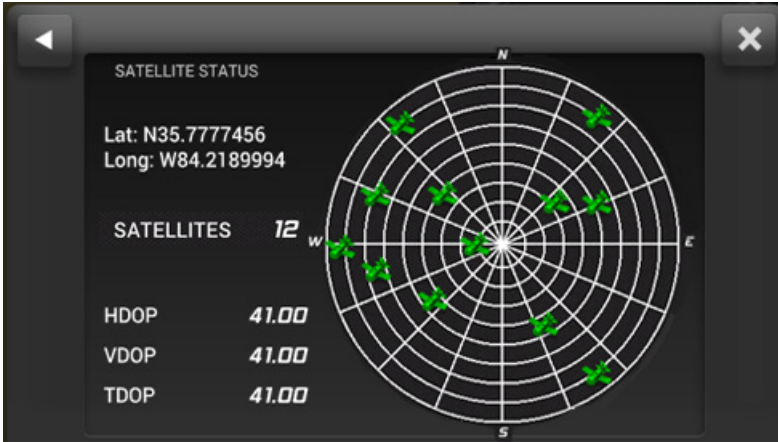 N
SATELLITE STATUS
Lat: N35.7777456
Long: W84.2189994
SATELLITES 12
W
E
HDOP 41.00
VDOP 41.00
TDOP 41.00
S